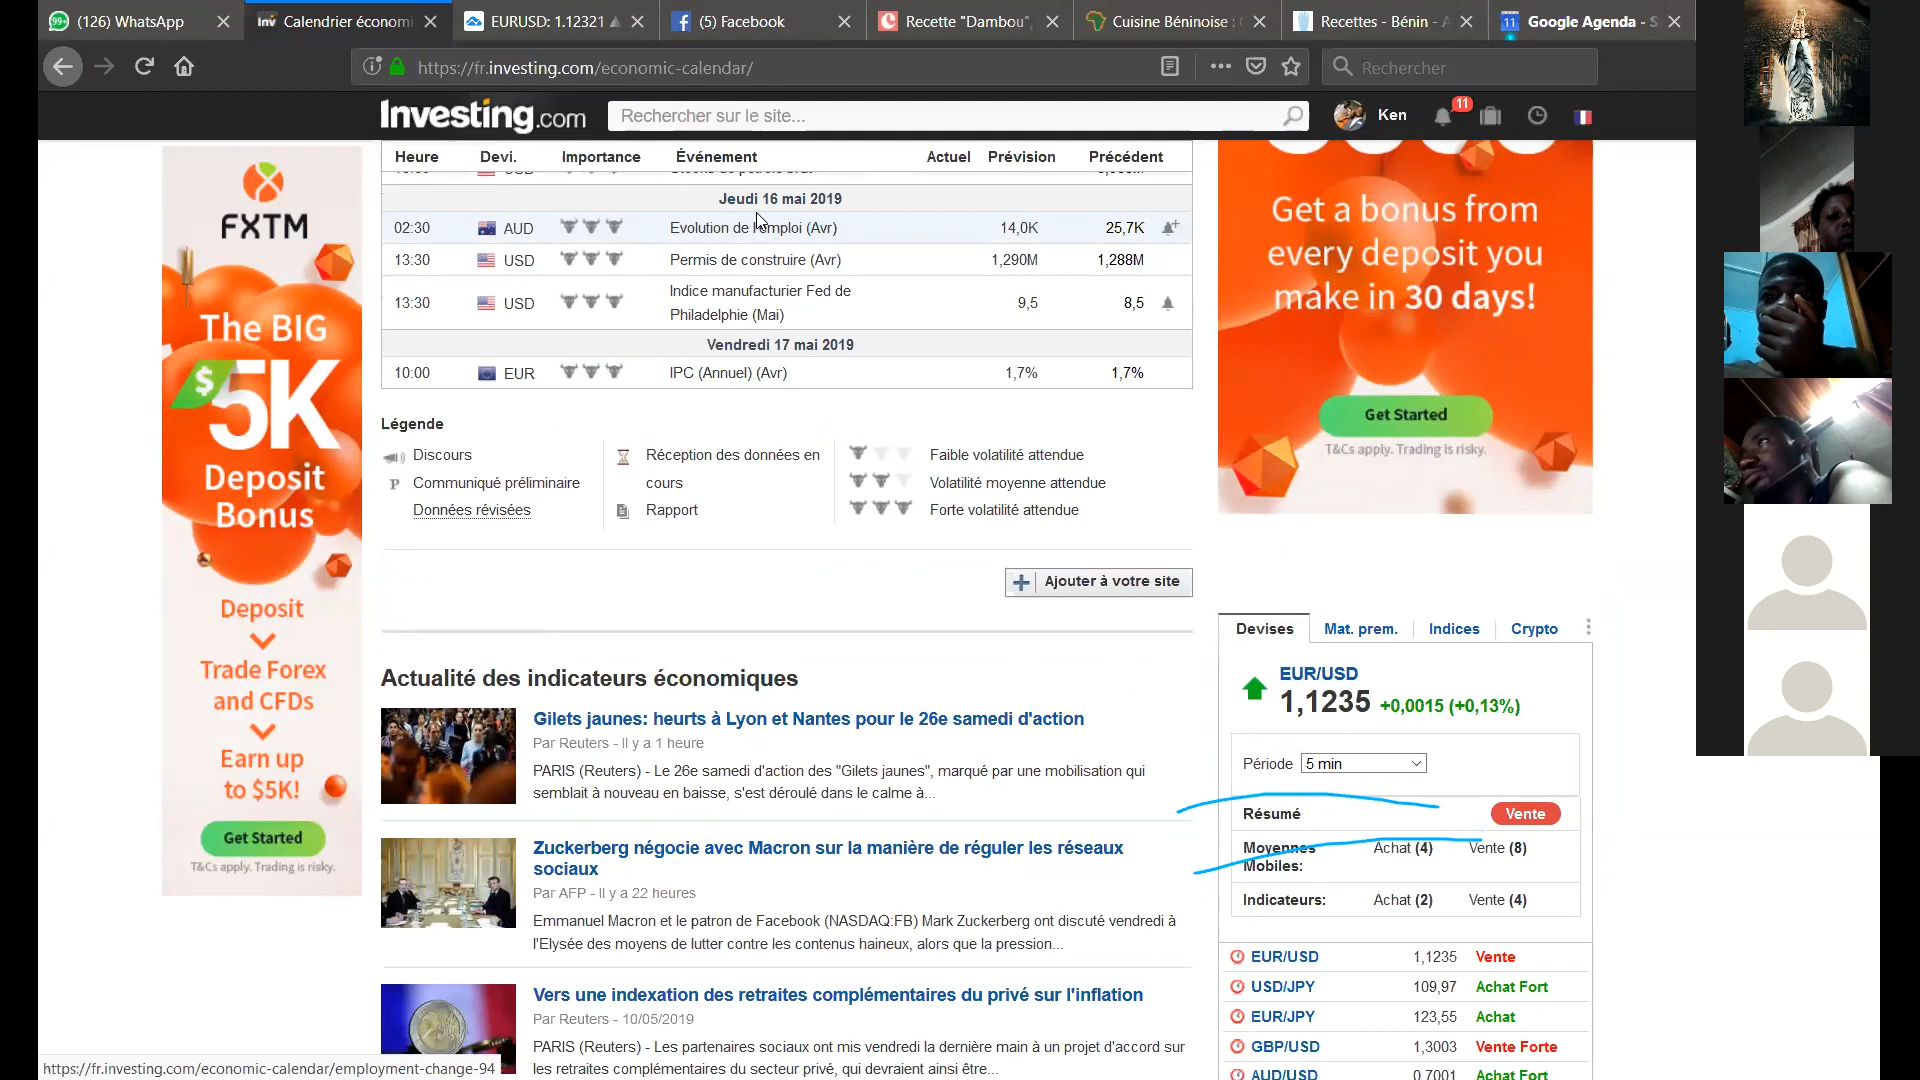 (126) WhatsApp
Calendrier économi
EURUSD: 1.12321
(5) Facebook
Recette "Dambou",
Cuisine Béninoise :
Recettes - Bénin - A
Google Agenda - S
https://fr.investing.com/economic-calendar/
Rechercher
Investing.com
Rechercher sur le site...
Ken
11
Heure Devi. Importance Événement Actuel Prévision Précédent
Jeudi 16 mai 2019
02:30 AUD Evolution de l'emploi (Avr) 14,0K 25,7K
13:30 USD Permis de construire (Avr) 1,290M 1,288M
13:30 USD Indice manufacturier Fed de Philadelphie (Mai) 9,5 8,5
Vendredi 17 mai 2019
10:00 EUR IPC (Annuel) (Avr) 1,7% 1,7%
Légende
Discours
Communiqué préliminaire
Données révisées
Réception des données en
cours
Rapport
Faible volatilité attendue
Volatilité moyenne attendue
Forte volatilité attendue
Ajouter à votre site
Actualité des indicateurs économiques
Gilets jaunes: heurts à Lyon et Nantes pour le 26e samedi d'action
Par Reuters - Il y a 1 heure
PARIS (Reuters) - Le 26e samedi d'action des "Gilets jaunes", marqué par une mobilisation qui
semblait à nouveau en baisse, s'est déroulé dans le calme à...
Zuckerberg négocie avec Macron sur la manière de réguler les réseaux
sociaux
Par AFP - Il y a 22 heures
Emmanuel Macron et le patron de Facebook (NASDAQ:FB) Mark Zuckerberg ont discuté vendredi à
l'Elysée des moyens de lutter contre les contenus haineux, alors que la pression...
Vers une indexation des retraites complémentaires du privé sur l'inflation
Par Reuters - 10/05/2019
PARIS (Reuters) - Les partenaires sociaux ont mis vendredi la dernière main à un projet d'accord sur
les retraites complémentaires du secteur privé, qui devraient ainsi être...
FXTM
The BIG
$5K
Deposit
Bonus
Deposit
Trade Forex
and CFDs
Earn up
to $5K!
Get Started
T&Cs apply. Trading is risky.
Get a bonus from
every deposit you
make in 30 days!
Get Started
T&Cs apply. Trading is risky.
Devises Mat. prem. Indices Crypto
EUR/USD
1,1235 +0,0015 (+0,13%)
Période 5 min
Résumé Vente
Moyennes Mobiles: Achat (4) Vente (8)
Indicateurs: Achat (2) Vente (4)
EUR/USD 1,1235 Vente
USD/JPY 109,97 Achat Fort
EUR/JPY 123,55 Achat
GBP/USD 1,3003 Vente Forte
AUD/USD 0,7001 Achat Fort
https://fr.investing.com/economic-calendar/employment-change-94